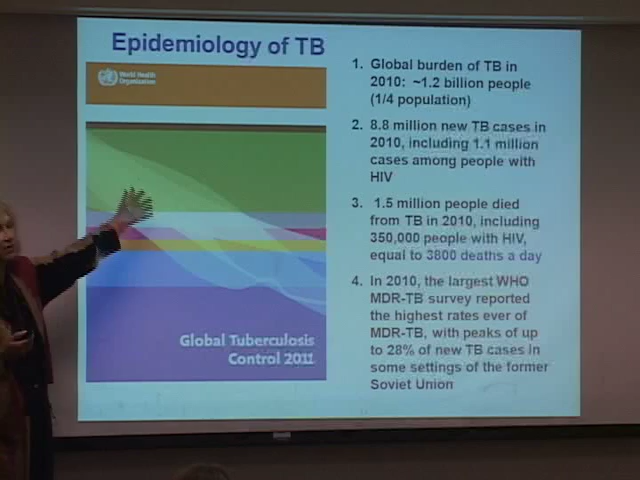 Epidemiology of TB
World Health
Organization
Global Tuberculosis
Control 2011
1. Global burden of TB in
2010: ~1.2 billion people
(1/4 population)
2. 8.8 million new TB cases in
2010, including 1.1 million
cases among people with
HIV
3. 1.5 million people died
from TB in 2010, including
350,000 people with HIV,
equal to 3800 deaths a day
4. In 2010, the largest WHO
MDR-TB survey reported
the highest rates ever of
MDR-TB, with peaks of up
to 28% of new TB cases in
some settings of the former
Soviet Union